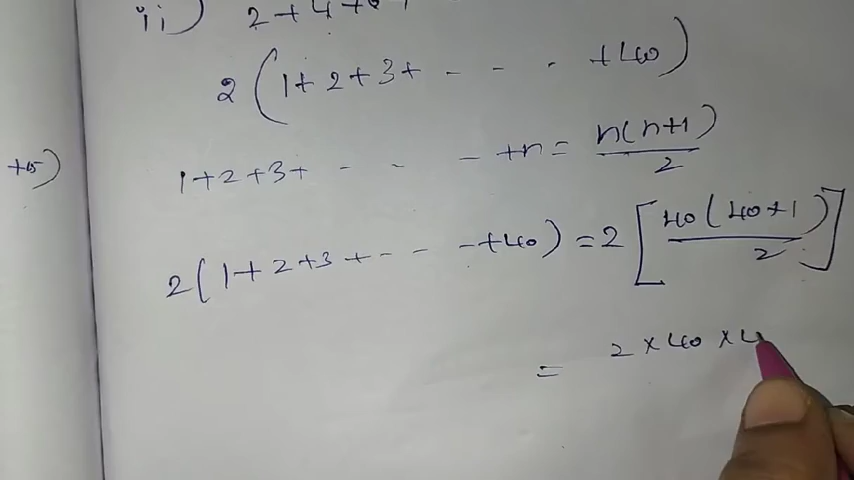 ii) 2+4+6+
2(1+2+3+ - - - +40)
+5)
1+2+3+ - - - +n= n(n+1)/2
2(1+2+3+ - - - +40) =2[40(40+1)/2]
= 2×40×4